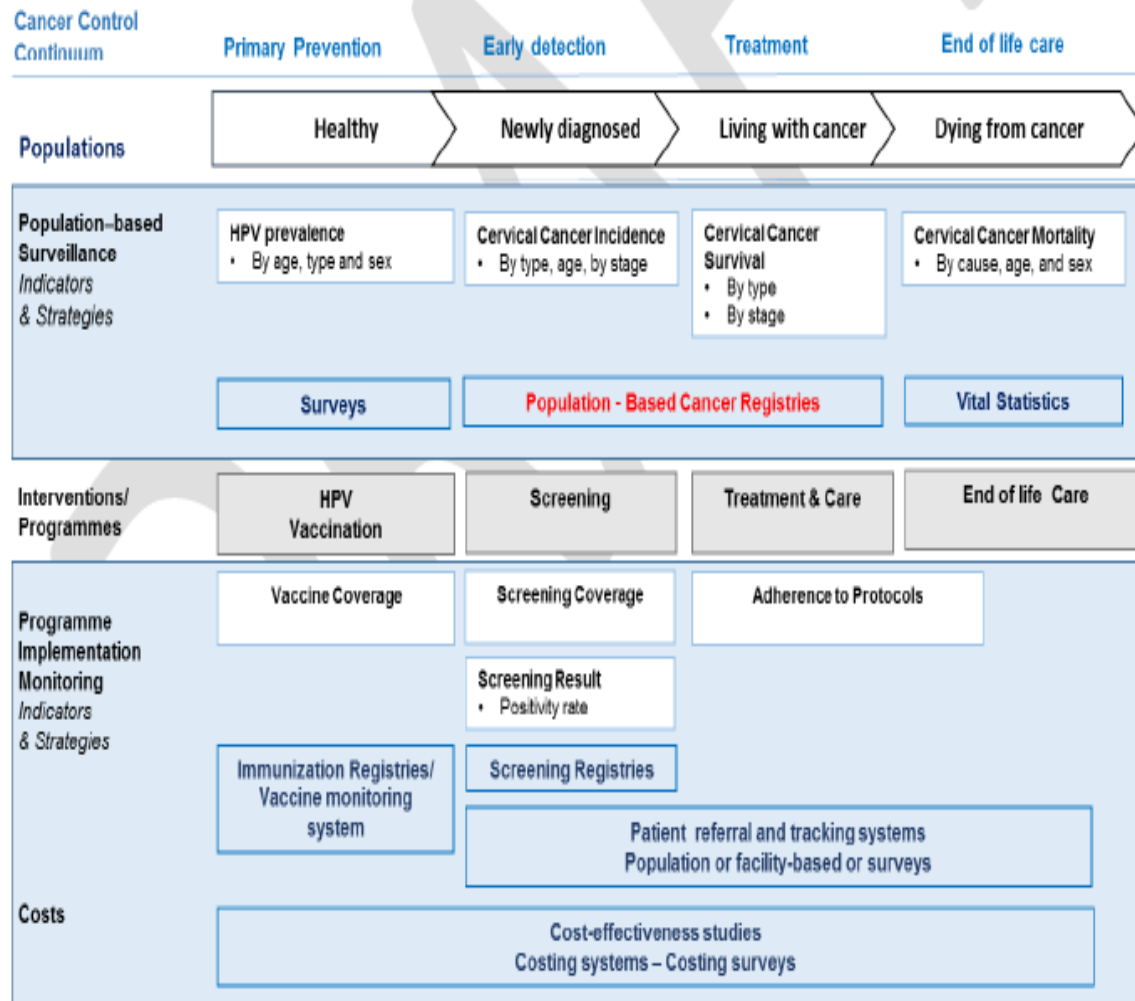 Cancer Control
Continuum
Primary Prevention
Early detection
Treatment
End of life care
Populations
Healthy
Newly diagnosed
Living with cancer
Dying from cancer
Population–based
Surveillance
Indicators
& Strategies
HPV prevalence
• By age, type and sex
Cervical Cancer Incidence
• By type, age, by stage
Cervical Cancer
Survival
• By type
• By stage
Cervical Cancer Mortality
• By cause, age, and sex
Surveys
Population - Based Cancer Registries
Vital Statistics
Interventions/
Programmes
HPV
Vaccination
Screening
Treatment & Care
End of life Care
Programme
Implementation
Monitoring
Indicators
& Strategies
Vaccine Coverage
Screening Coverage
Adherence to Protocols
Screening Result
• Positivity rate
Immunization Registries/
Vaccine monitoring
system
Screening Registries
Patient referral and tracking systems
Population or facility-based or surveys
Costs
Cost-effectiveness studies
Costing systems – Costing surveys